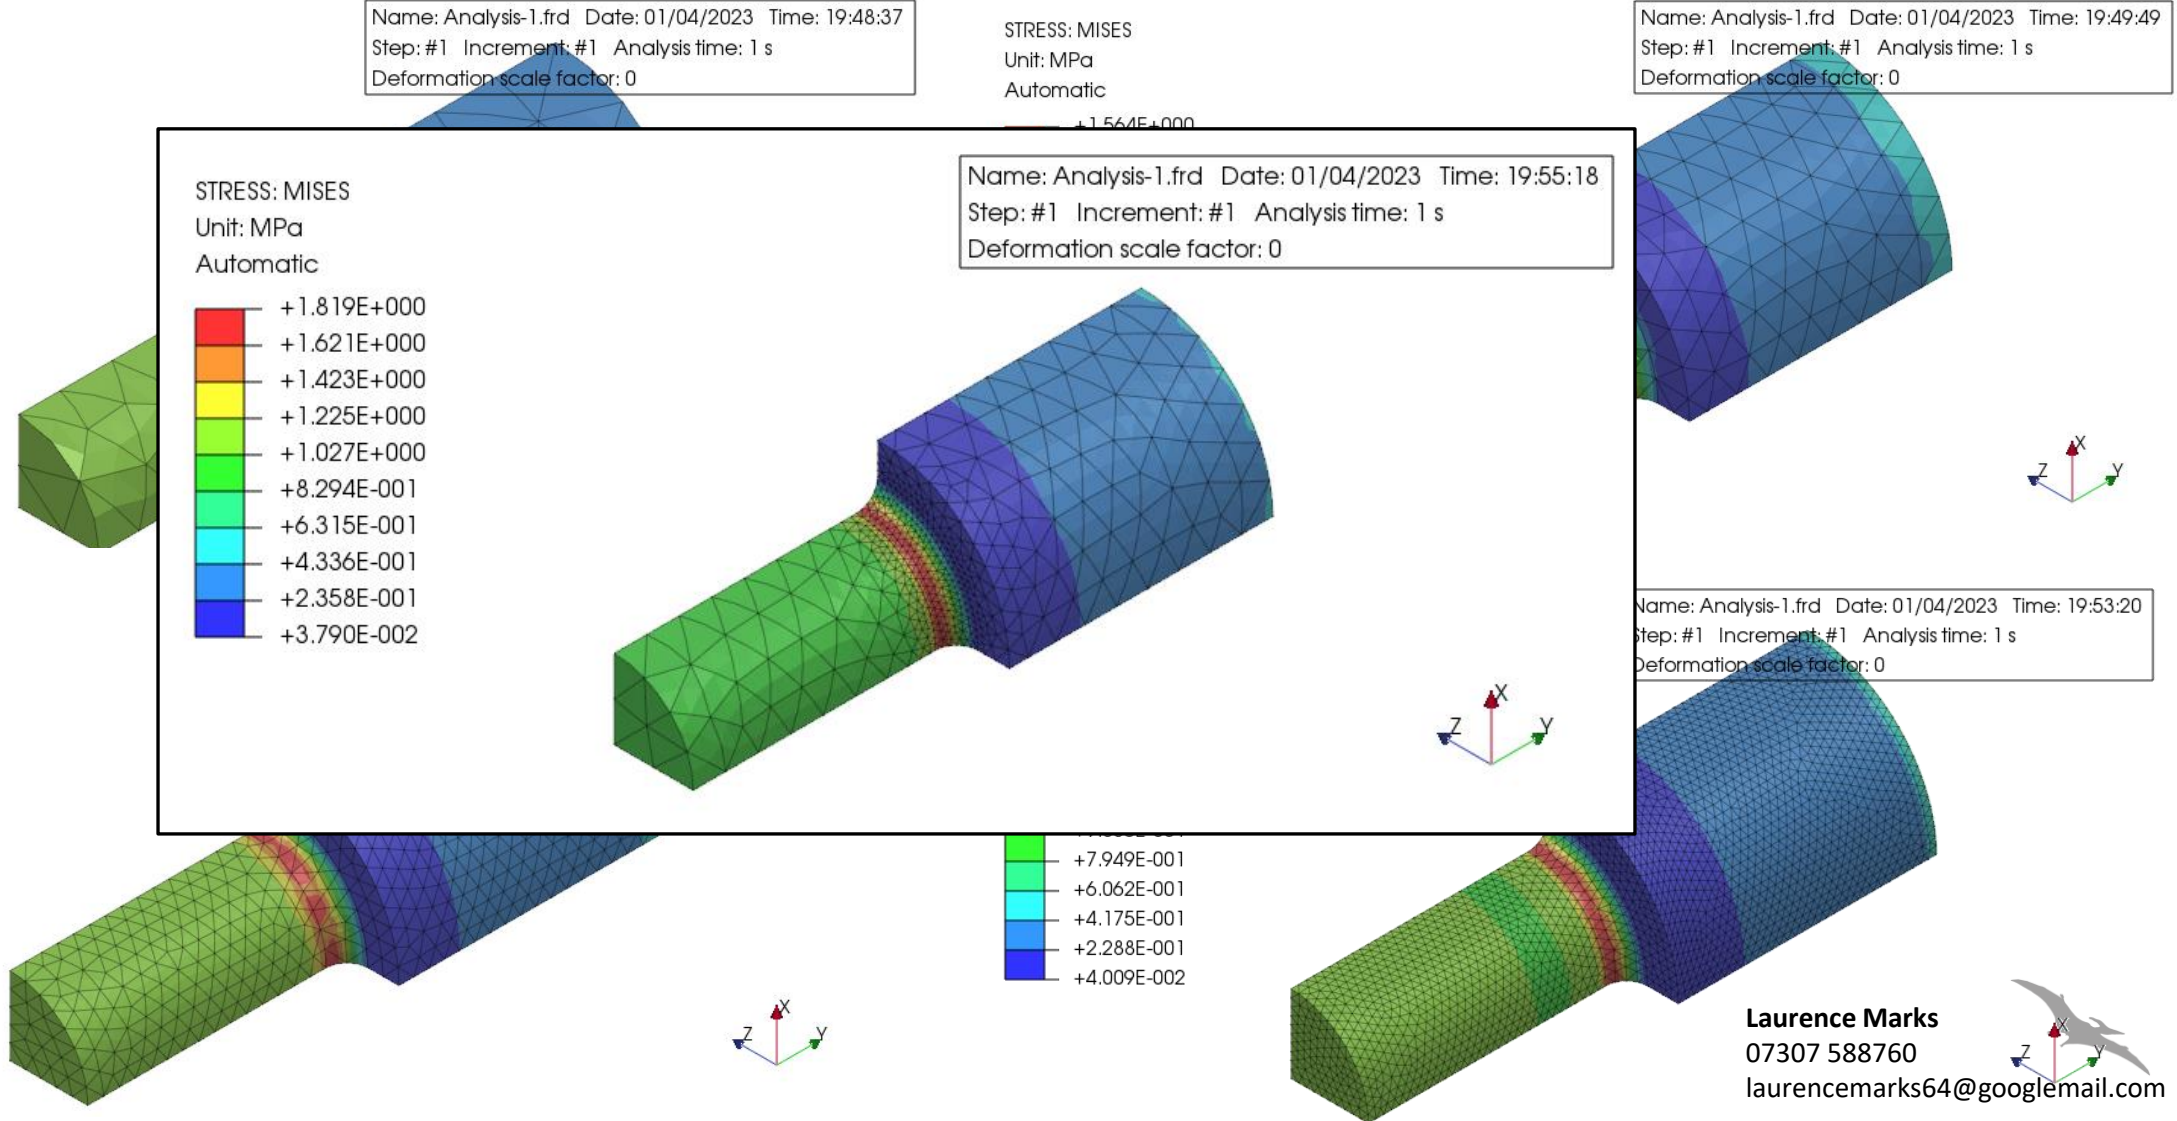 Name: Analysis-1.frd Date: 01/04/2023 Time: 19:48:37
Step: #1 Increment: #1 Analysis time: 1 s
Deformation scale factor: 0
STRESS: MISES
Unit: MPa
Automatic
+1.564E+000
Name: Analysis-1.frd Date: 01/04/2023 Time: 19:49:49
Step: #1 Increment: #1 Analysis time: 1 s
Deformation scale factor: 0
STRESS: MISES
Unit: MPa
Automatic
+1.819E+000
+1.621E+000
+1.423E+000
+1.225E+000
+1.027E+000
+8.294E-001
+6.315E-001
+4.336E-001
+2.358E-001
+3.790E-002
Name: Analysis-1.frd Date: 01/04/2023 Time: 19:55:18
Step: #1 Increment: #1 Analysis time: 1 s
Deformation scale factor: 0
X
Z Y
X
Z Y
Name: Analysis-1.frd Date: 01/04/2023 Time: 19:53:20
Step: #1 Increment: #1 Analysis time: 1 s
Deformation scale factor: 0
+7.949E-001
+6.062E-001
+4.175E-001
+2.288E-001
+4.009E-002
X
Z Y
Laurence Marks
07307 588760
laurencemarks64@googlemail.com
X
Z Y